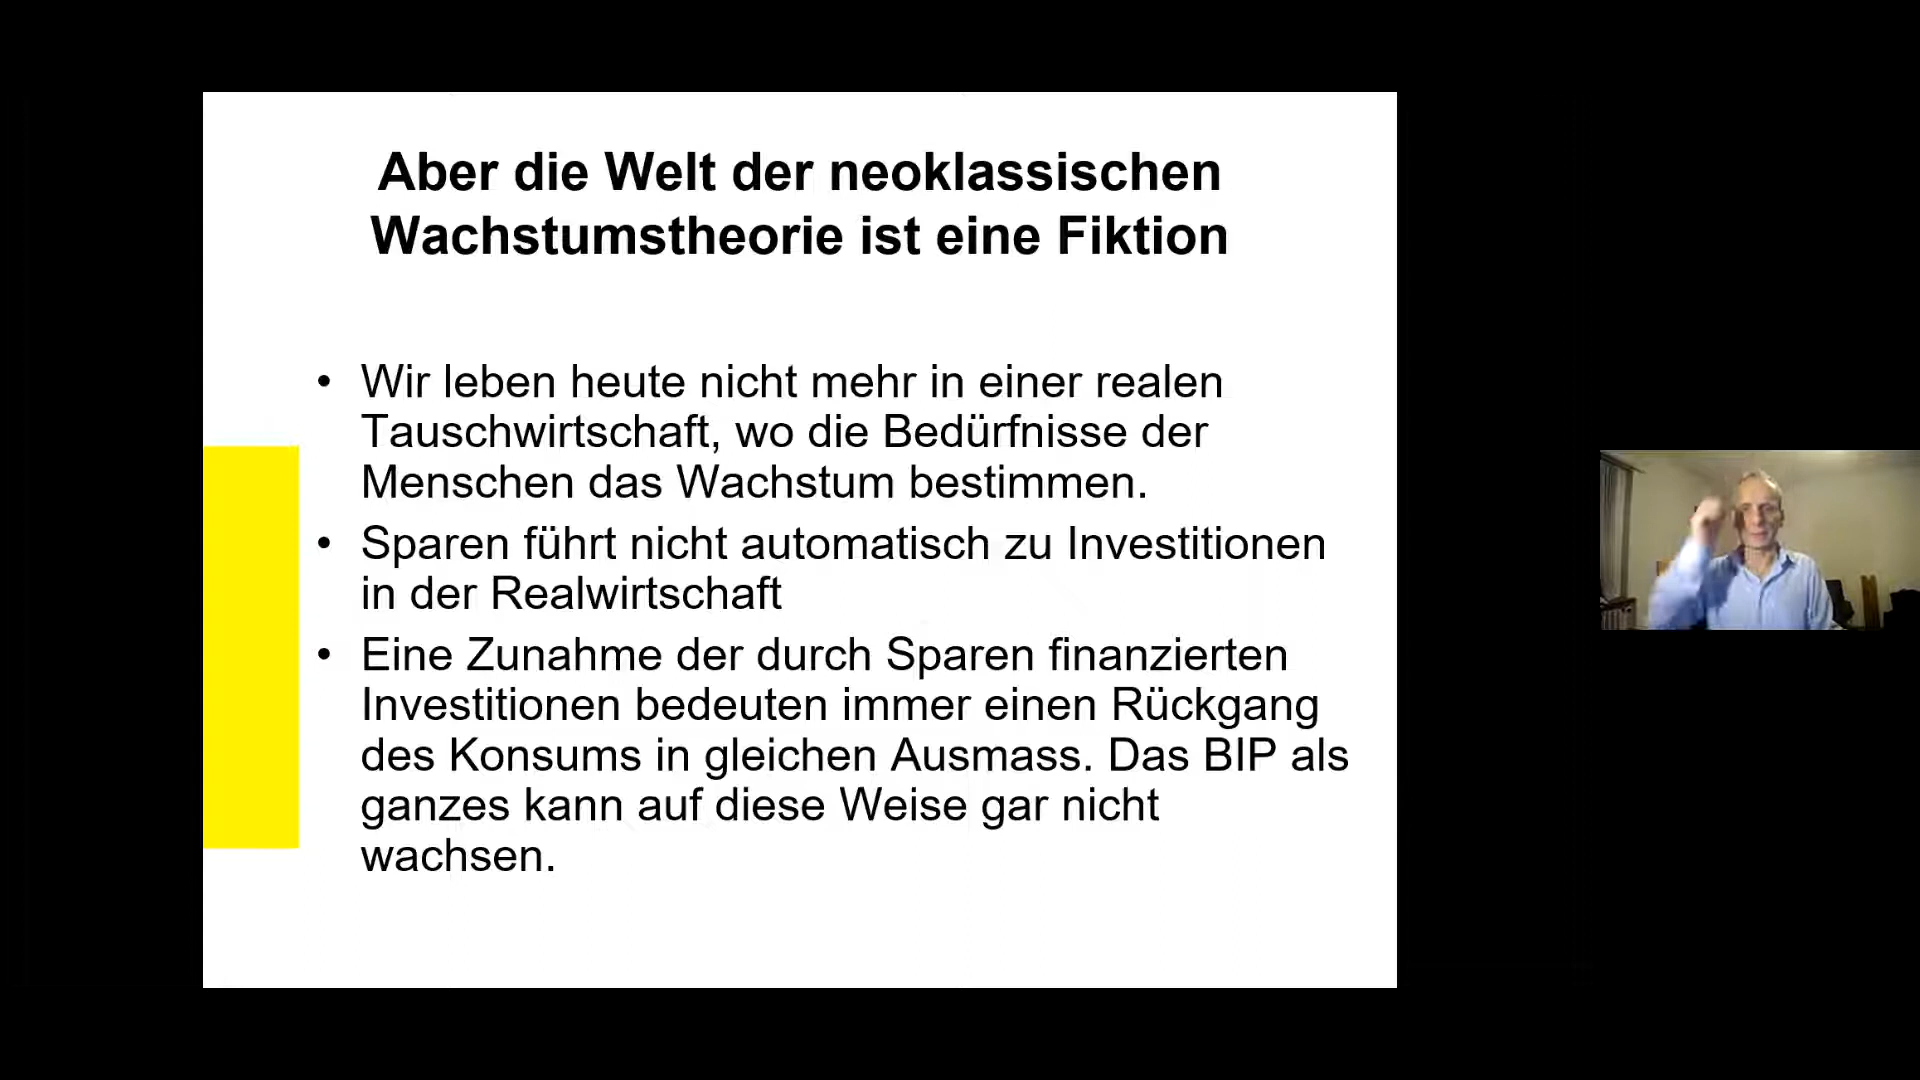 Aber die Welt der neoklassischen
Wachstumstheorie ist eine Fiktion
• Wir leben heute nicht mehr in einer realen
Tauschwirtschaft, wo die Bedürfnisse der
Menschen das Wachstum bestimmen.
• Sparen führt nicht automatisch zu Investitionen
in der Realwirtschaft
• Eine Zunahme der durch Sparen finanzierten
Investitionen bedeuten immer einen Rückgang
des Konsums in gleichen Ausmass. Das BIP als
ganzes kann auf diese Weise gar nicht
wachsen.